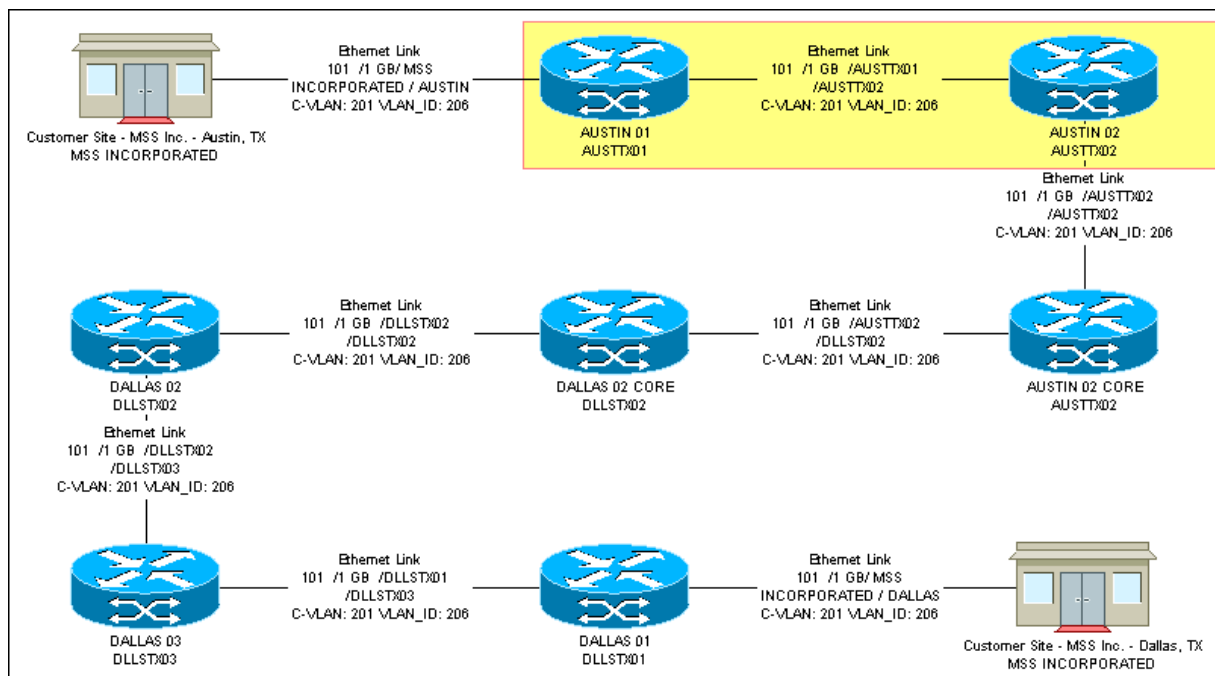 Ethernet Link
101 /1 GB/ MSS
INCORPORATED / AUSTIN
C-VLAN: 201 VLAN_ID: 206
Ethernet Link
101 /1 GB /AUSTTX01
/AUSTTX02
C-VLAN: 201 VLAN_ID: 206
Customer Site - MSS Inc. - Austin, TX
MSS INCORPORATED
AUSTIN 01
AUSTTX01
AUSTIN 02
AUSTTX02
Ethernet Link
101 /1 GB /AUSTTX02
/AUSTTX02
C-VLAN: 201 VLAN_ID: 206
Ethernet Link
101 /1 GB /DLLSTX02
/DLLSTX02
C-VLAN: 201 VLAN_ID: 206
Ethernet Link
101 /1 GB /AUSTTX02
/DLLSTX02
C-VLAN: 201 VLAN_ID: 206
DALLAS 02
DLLSTX02
DALLAS 02 CORE
DLLSTX02
AUSTIN 02 CORE
AUSTTX02
Ethernet Link
101 /1 GB /DLLSTX02
/DLLSTX03
C-VLAN: 201 VLAN_ID: 206
Ethernet Link
101 /1 GB /DLLSTX01
/DLLSTX03
C-VLAN: 201 VLAN_ID: 206
Ethernet Link
101 /1 GB/ MSS
INCORPORATED / DALLAS
C-VLAN: 201 VLAN_ID: 206
DALLAS 03
DLLSTX03
DALLAS 01
DLLSTX01
Customer Site - MSS Inc. - Dallas, TX
MSS INCORPORATED